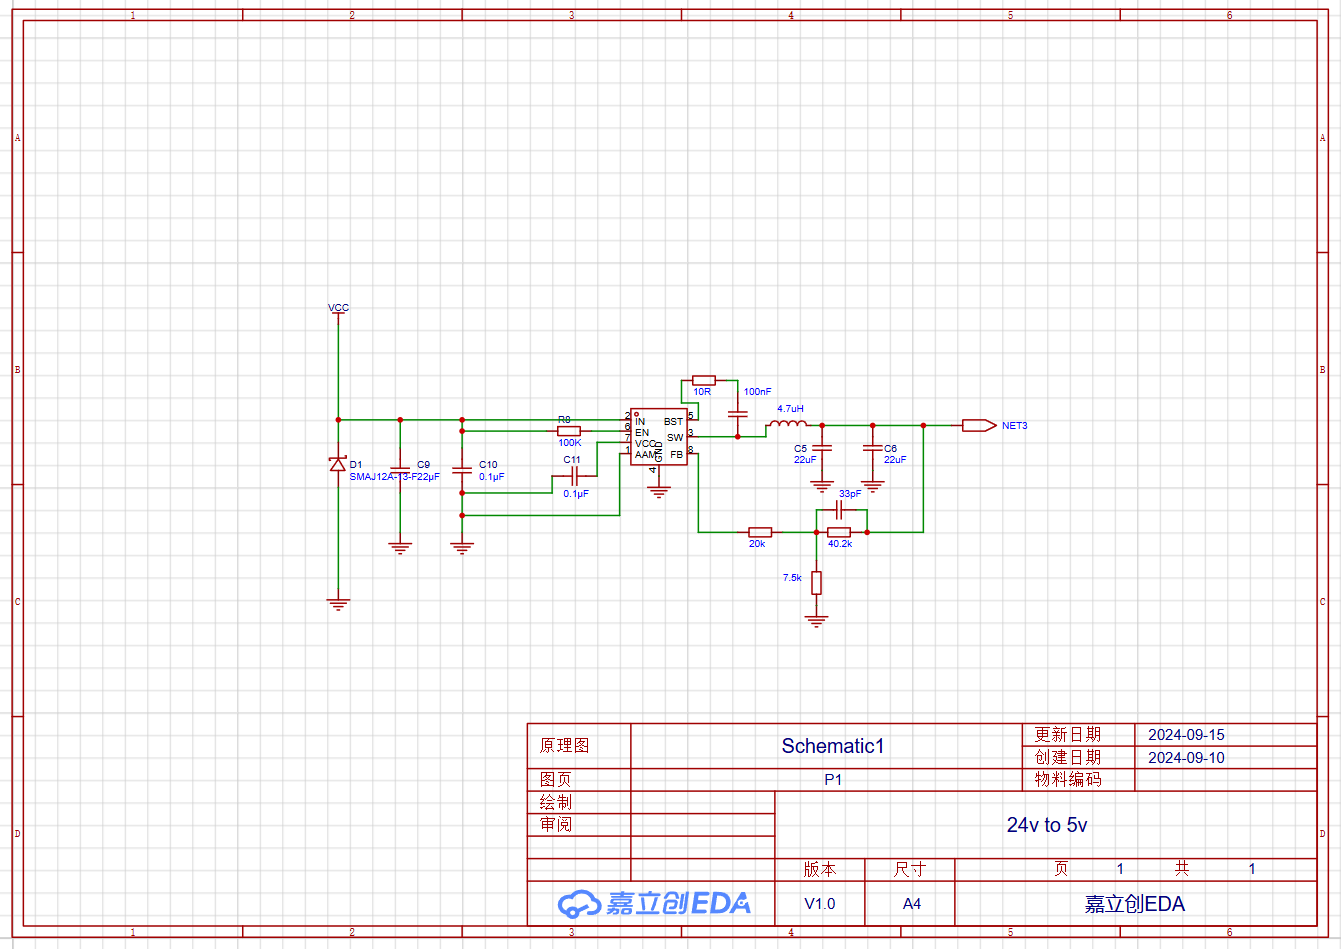 1 2 3 4 5 6
A A
VCC
B B
10R 100nF
4.7uH
R8
100K
2 IN
6 EN
7 VCC
1 AAM
GND
4
BST 5
SW 3
FB 8
NET3
C5
22uF
C6
22uF
D1
SMAJ12A-13-F
C9
22μF
C10
0.1μF
C11
0.1μF
33pF
20k
40.2k
7.5k
C C
原理图 Schematic1 更新日期 2024-09-15
创建日期 2024-09-10
图页 P1 物料编码
绘制
审阅
24v to 5v
D D
版本 尺寸 页 1 共 1
嘉立创EDA V1.0 A4 嘉立创EDA
1 2 3 4 5 6